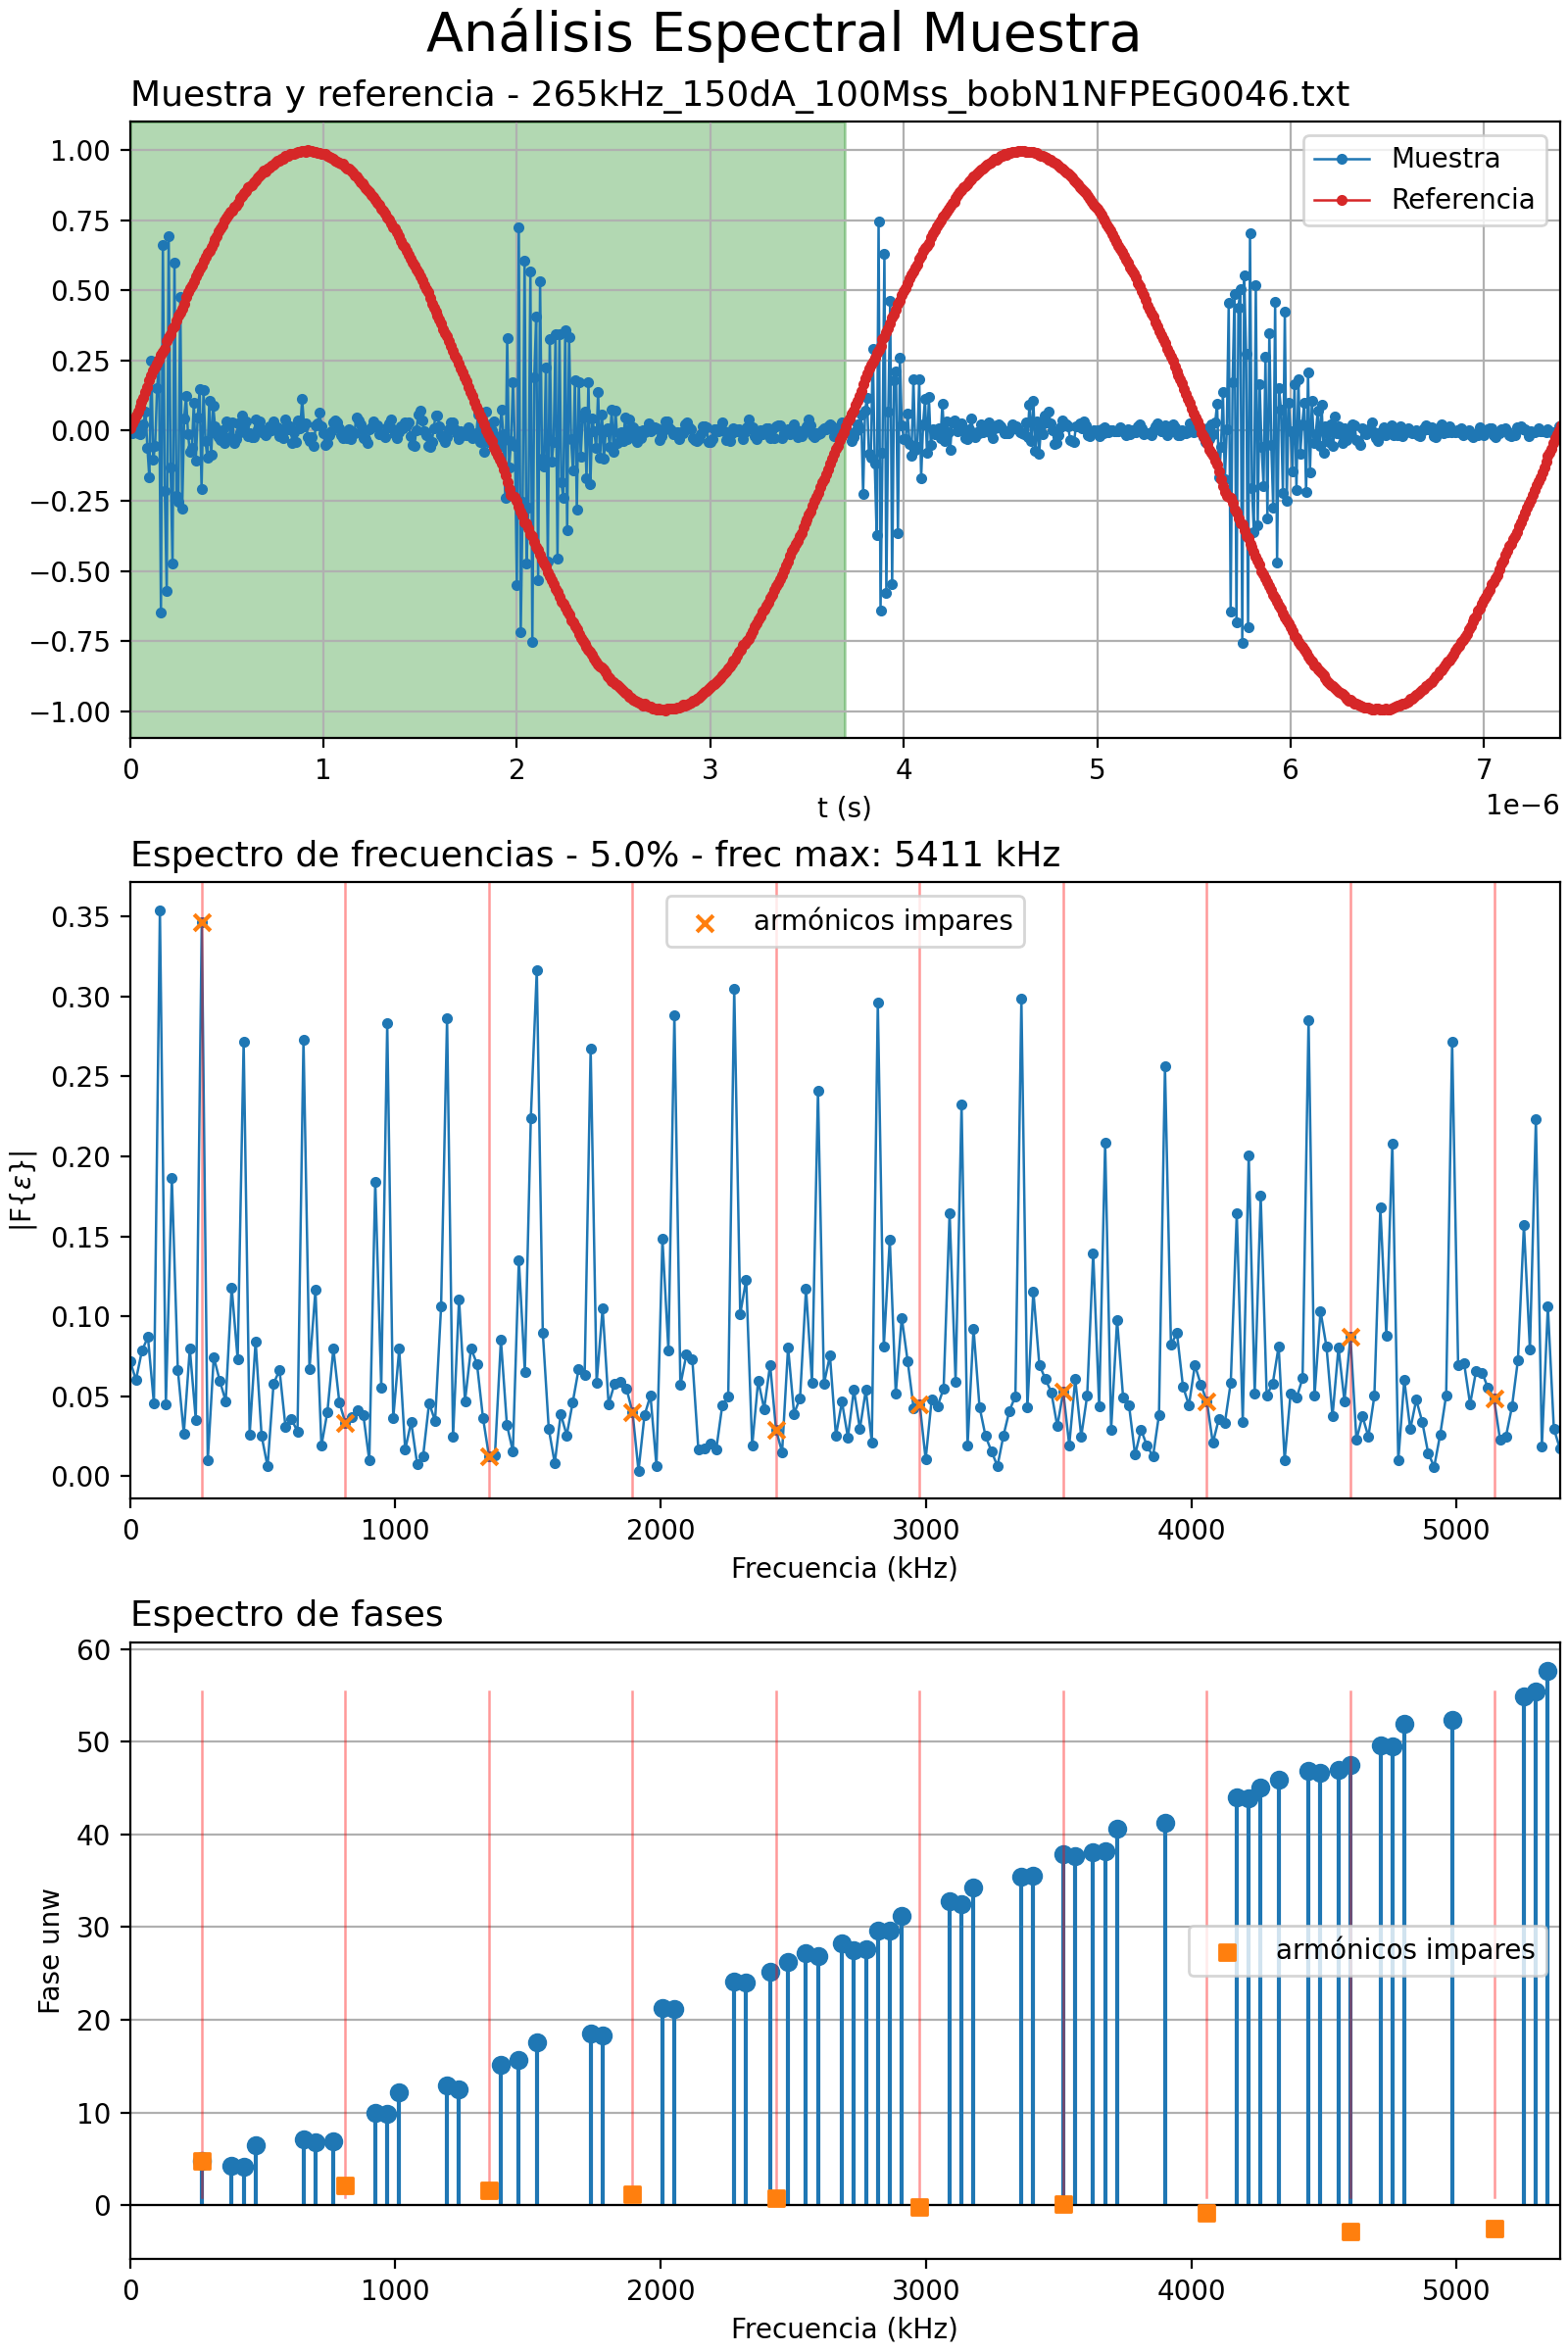 Análisis Espectral Muestra
Muestra y referencia - 265kHz_150dA_100Mss_bobN1NFPEG0046.txt
1.00
0.75
0.50
0.25
0.00
−0.25
−0.50
−0.75
−1.00
Muestra
Referencia
0 1 2 3 4 5 6 7
t (s)
1e−6
Espectro de frecuencias - 5.0% - frec max: 5411 kHz
|F{ε}|
0.35
0.30
0.25
0.20
0.15
0.10
0.05
0.00
armónicos impares
0 1000 2000 3000 4000 5000
Frecuencia (kHz)
Espectro de fases
Fase unw
60
50
40
30
20
10
0
armónicos impares
0 1000 2000 3000 4000 5000
Frecuencia (kHz)